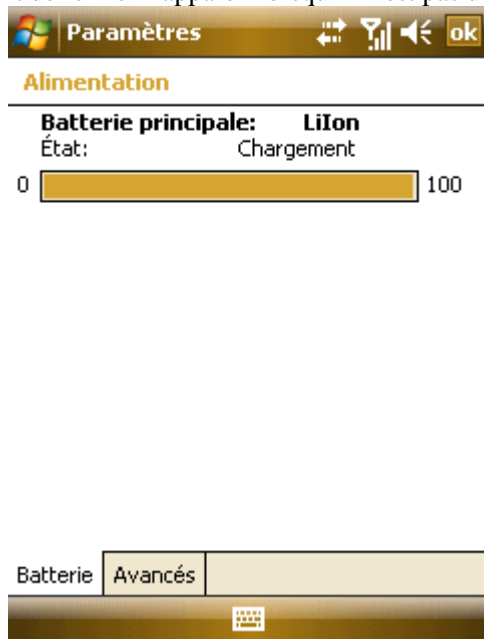 Paramètres ok
Alimentation
Batterie principale: LiIon
État: Chargement
0 100
Batterie Avancés